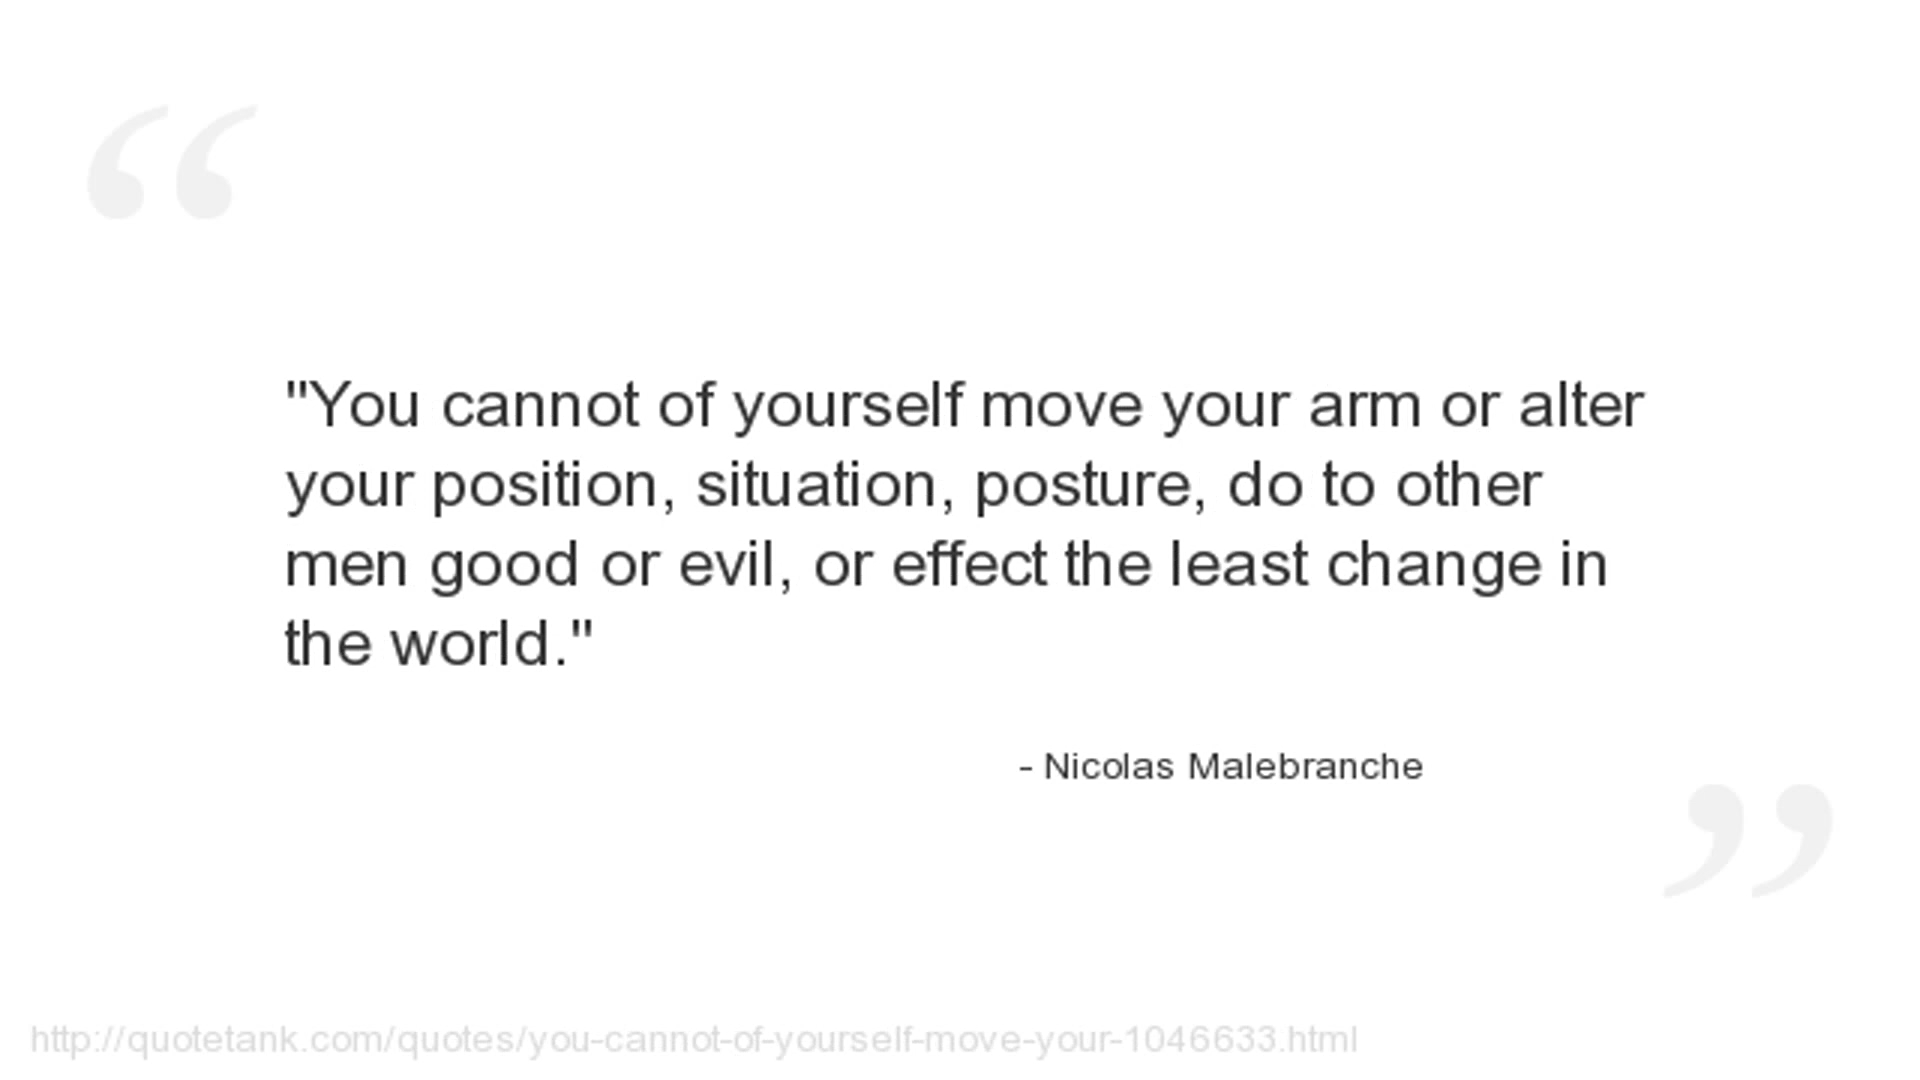 "You cannot of yourself move your arm or alter
your position, situation, posture, do to other
men good or evil, or effect the least change in
the world."
- Nicolas Malebranche
http://quotetank.com/quotes/you-cannot-of-yourself-move-your-1046633.html